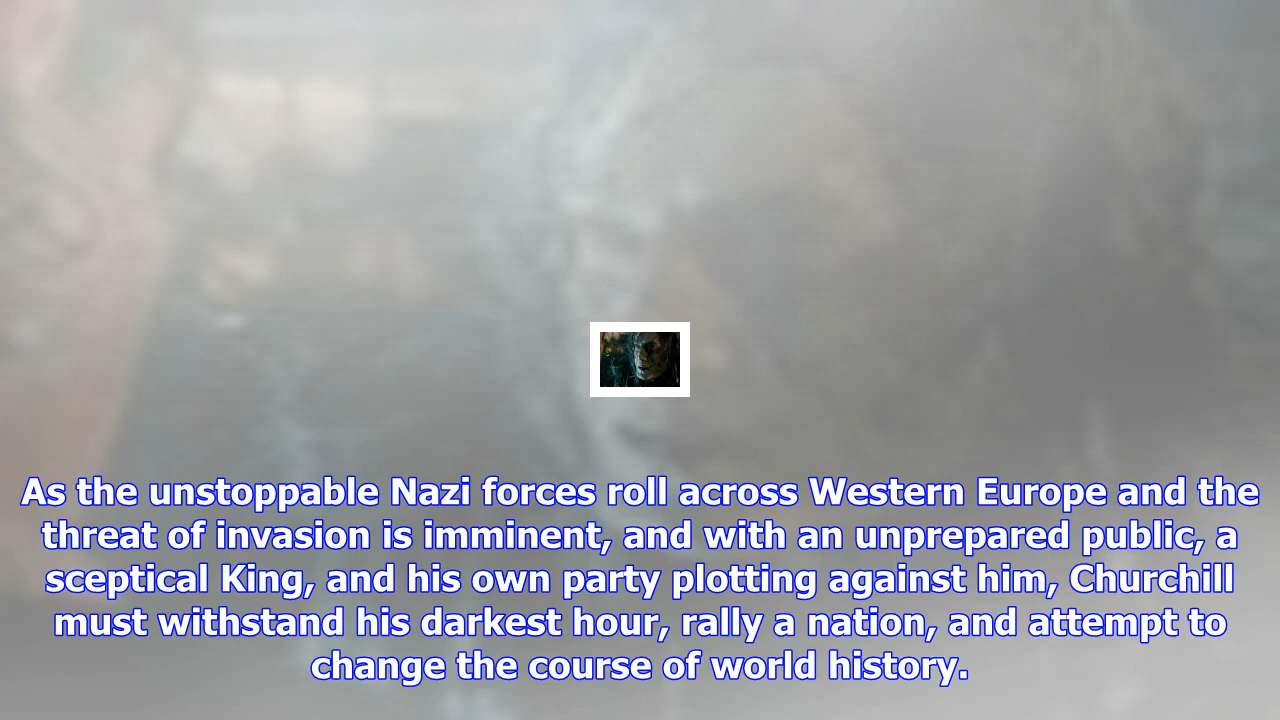 As the unstoppable Nazi forces roll across Western Europe and the
threat of invasion is imminent, and with an unprepared public, a
sceptical King, and his own party plotting against him, Churchill
must withstand his darkest hour, rally a nation, and attempt to
change the course of world history.